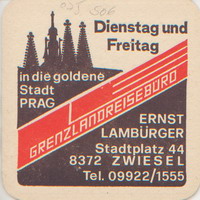 Dienstag und
Freitag
in die goldene
Stadt
PRAG
GRENZLANDREISEBÜRO
ERNST
LAMBÜRGER
Stadtplatz 44
8372 ZWIESEL
Tel. 09922/1555